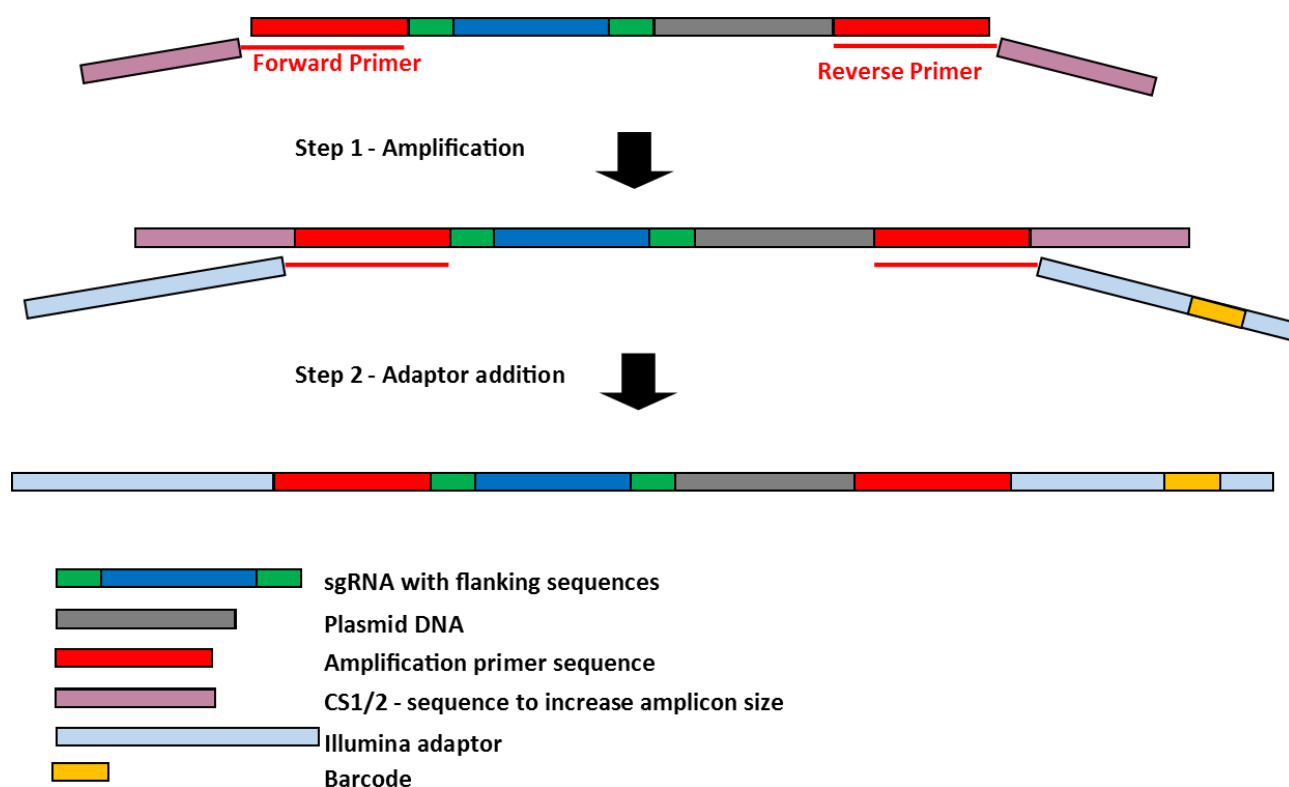 Forward Primer
Reverse Primer
Step 1 - Amplification
Step 2 - Adaptor addition
sgRNA with flanking sequences
Plasmid DNA
Amplification primer sequence
CS1/2 - sequence to increase amplicon size
Illumina adaptor
Barcode